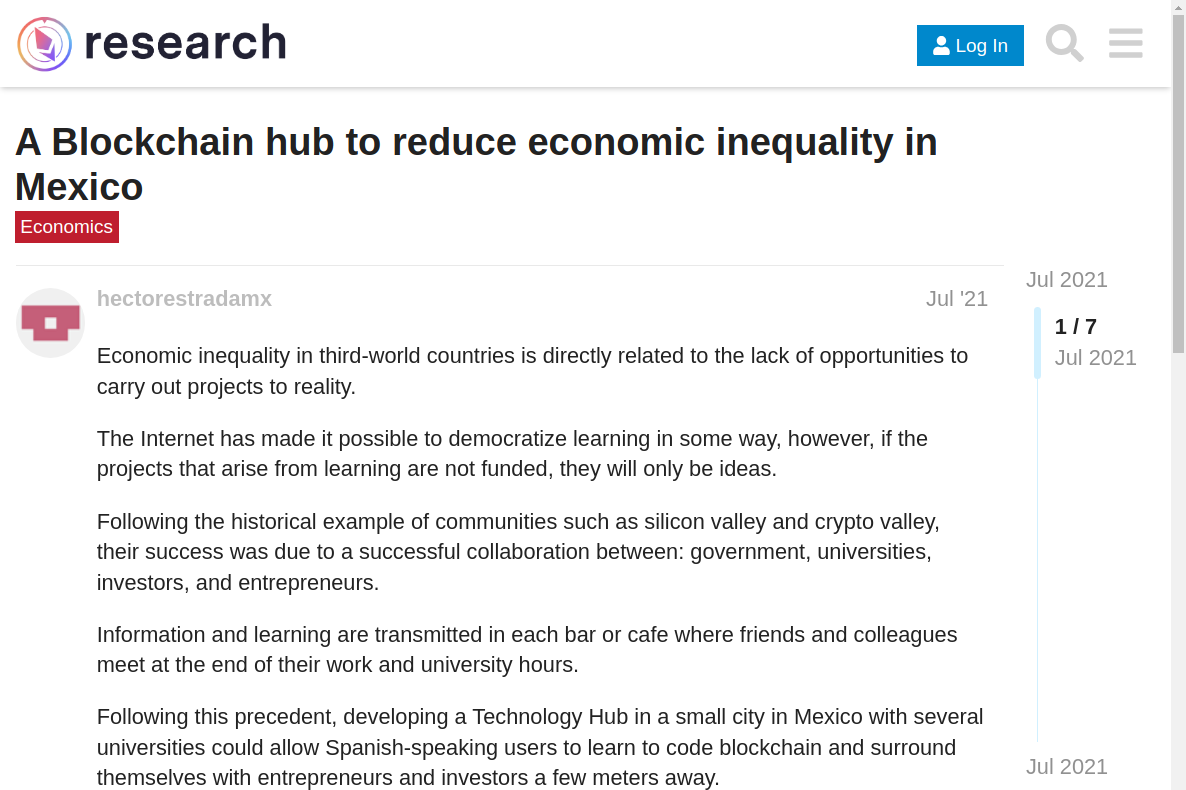 research
Log In
A Blockchain hub to reduce economic inequality in
Mexico
Economics
hectorestradamx
Jul '21
Economic inequality in third-world countries is directly related to the lack of opportunities to
carry out projects to reality.
The Internet has made it possible to democratize learning in some way, however, if the
projects that arise from learning are not funded, they will only be ideas.
Following the historical example of communities such as silicon valley and crypto valley,
their success was due to a successful collaboration between: government, universities,
investors, and entrepreneurs.
Information and learning are transmitted in each bar or cafe where friends and colleagues
meet at the end of their work and university hours.
Following this precedent, developing a Technology Hub in a small city in Mexico with several
universities could allow Spanish-speaking users to learn to code blockchain and surround
themselves with entrepreneurs and investors a few meters away.
Jul 2021
1 / 7
Jul 2021
Jul 2021